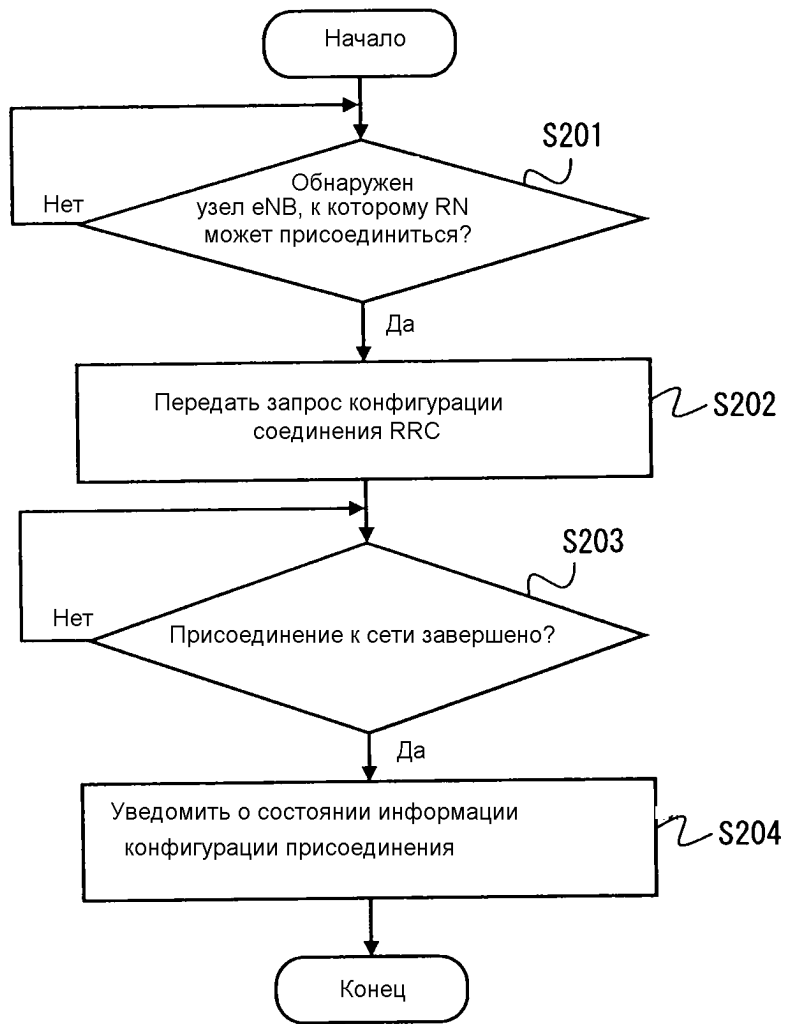 Начало
S201
Обнаружен
узел eNB, к которому RN
может присоединиться?
Нет
Да
Передать запрос конфигурации
соединения RRC
S202
S203
Нет
Присоединение к сети завершено?
Да
Уведомить о состоянии информации
конфигурации присоединения
S204
Конец